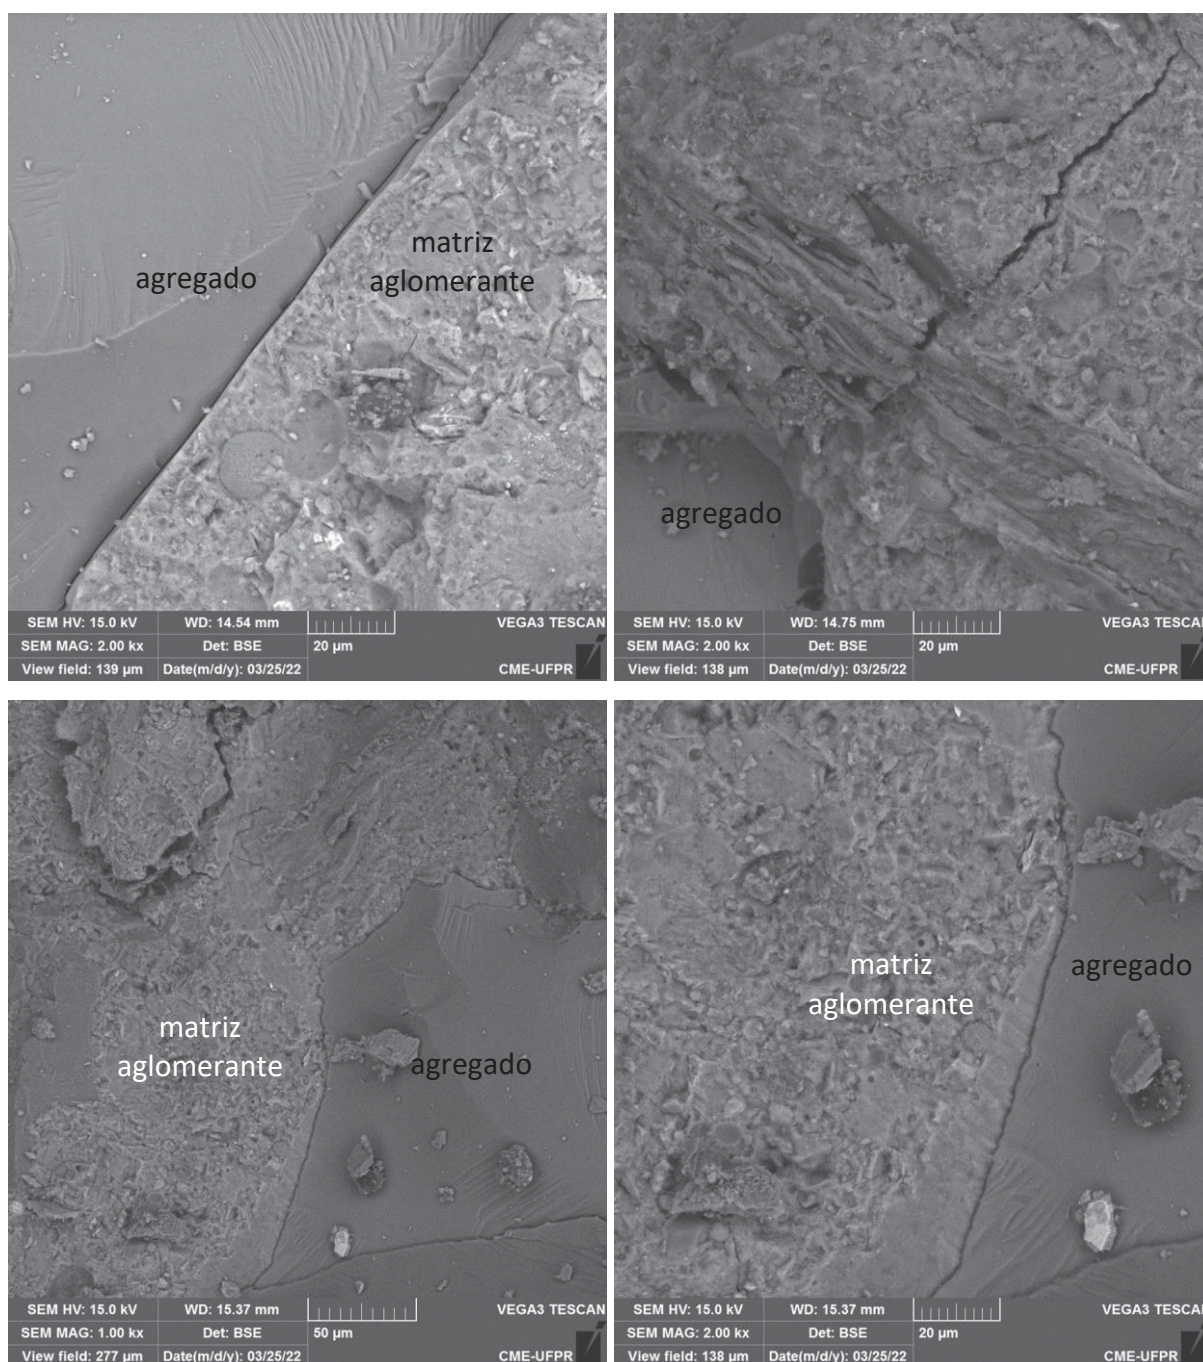 agregado
matriz
aglomerante
SEM HV: 15.0 kV
WD: 14.54 mm
VEGA3 TESCAN
SEM MAG: 2.00 kx
Det: BSE
20 µm
View field: 139 µm
Date(m/d/y): 03/25/22
CME-UFPR
agregado
SEM HV: 15.0 kV
WD: 14.75 mm
VEGA3 TESCAN
SEM MAG: 2.00 kx
Det: BSE
20 µm
View field: 138 µm
Date(m/d/y): 03/25/22
CME-UFPR
matriz
aglomerante
agregado
SEM HV: 15.0 kV
WD: 15.37 mm
VEGA3 TESCAN
SEM MAG: 1.00 kx
Det: BSE
50 µm
View field: 277 µm
Date(m/d/y): 03/25/22
CME-UFPR
matriz
aglomerante
agregado
SEM HV: 15.0 kV
WD: 15.37 mm
VEGA3 TESCAN
SEM MAG: 2.00 kx
Det: BSE
20 µm
View field: 138 µm
Date(m/d/y): 03/25/22
CME-UFPR